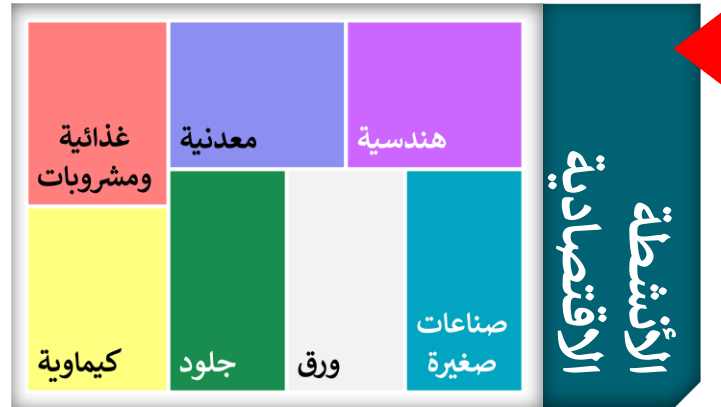 الأنشطة
الاقتصادية
هندسية
معدنية
غذائية
ومشروبات
صناعات
صغيرة
ورق
جلود
كيماوية